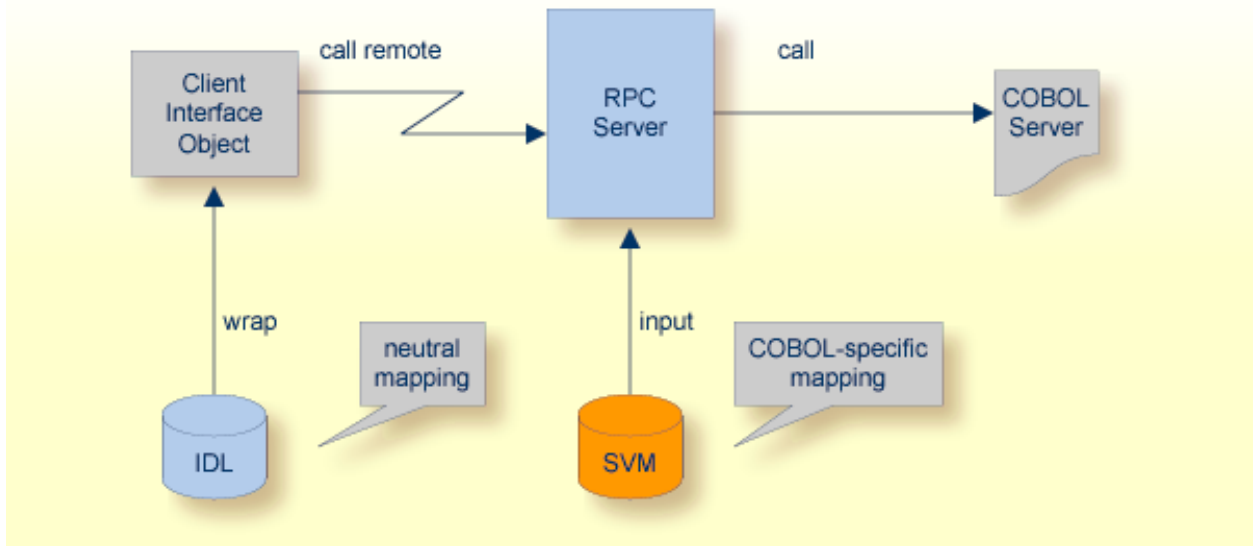 call remote
call
Client
Interface
Object
RPC
Server
COBOL
Server
wrap
input
neutral
mapping
COBOL-specific
mapping
IDL
SVM